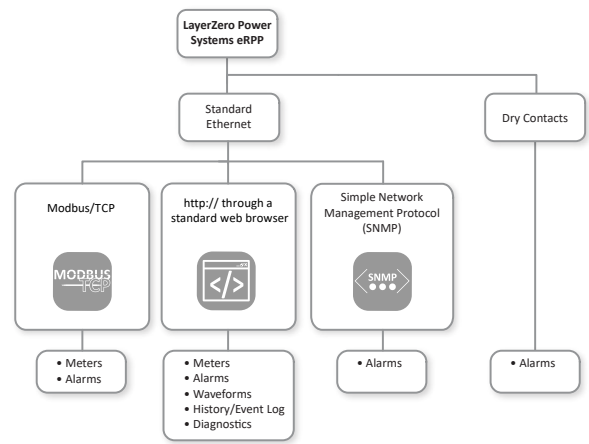 LayerZero Power
Systems eRPP
Standard
Ethernet
Dry Contacts
Modbus/TCP
MODBUS
TCP
http:// through a
standard web browser
</>
Simple Network
Management Protocol
(SNMP)
SNMP
• Meters
• Alarms
• Meters
• Alarms
• Waveforms
• History/Event Log
• Diagnostics
• Alarms
• Alarms